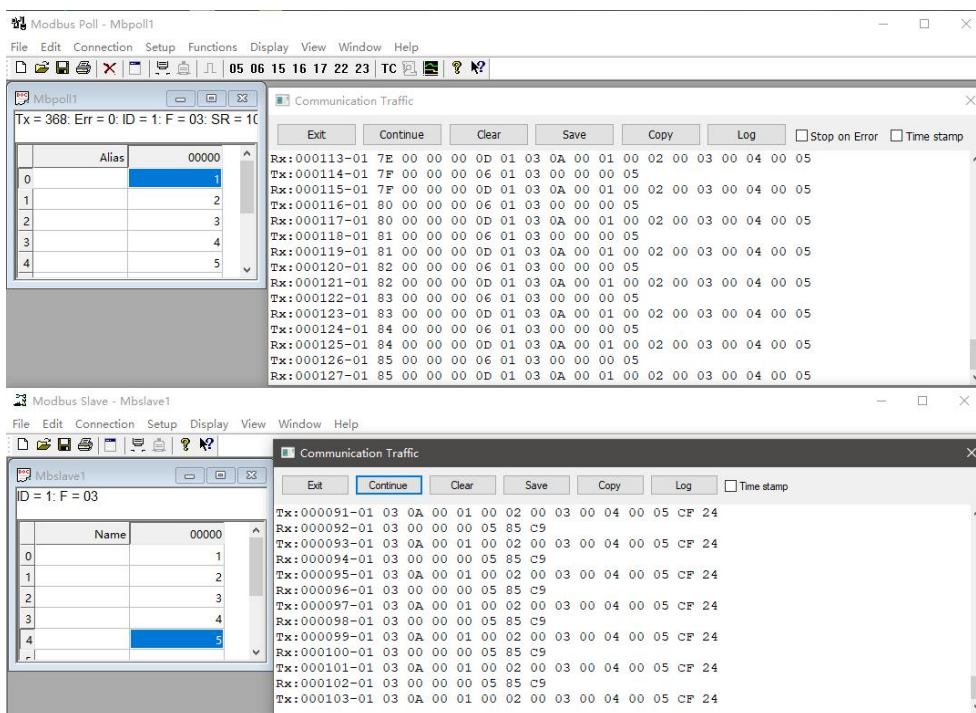 Modbus Poll - Mbpoll1
File Edit Connection Setup Functions Display View Window Help
05 06 15 16 17 22 23 TC
Mbpoll1
Tx = 368: Err = 0: ID = 1: F = 03: SR = 10
Alias 00000
0 1
1 2
2 3
3 4
4 5
Communication Traffic
Exit Continue Clear Save Copy Log Stop on Error Time stamp
Rx:000113-01 7E 00 00 00 0D 01 03 0A 00 01 00 02 00 03 00 04 00 05
Tx:000114-01 7F 00 00 00 06 01 03 00 00 00 05
Rx:000115-01 7F 00 00 00 0D 01 03 0A 00 01 00 02 00 03 00 04 00 05
Tx:000116-01 80 00 00 00 06 01 03 00 00 00 05
Rx:000117-01 80 00 00 00 0D 01 03 0A 00 01 00 02 00 03 00 04 00 05
Tx:000118-01 81 00 00 00 06 01 03 00 00 00 05
Rx:000119-01 81 00 00 00 0D 01 03 0A 00 01 00 02 00 03 00 04 00 05
Tx:000120-01 82 00 00 00 06 01 03 00 00 00 05
Rx:000121-01 82 00 00 00 0D 01 03 0A 00 01 00 02 00 03 00 04 00 05
Tx:000122-01 83 00 00 00 06 01 03 00 00 00 05
Rx:000123-01 83 00 00 00 0D 01 03 0A 00 01 00 02 00 03 00 04 00 05
Tx:000124-01 84 00 00 00 06 01 03 00 00 00 05
Rx:000125-01 84 00 00 00 0D 01 03 0A 00 01 00 02 00 03 00 04 00 05
Tx:000126-01 85 00 00 00 06 01 03 00 00 00 05
Rx:000127-01 85 00 00 00 0D 01 03 0A 00 01 00 02 00 03 00 04 00 05
Modbus Slave - Mbslave1
File Edit Connection Setup Display View Window Help
Mbslave1
ID = 1: F = 03
Name 00000
0 1
1 2
2 3
3 4
4 5
Communication Traffic
Exit Continue Clear Save Copy Log Time stamp
Tx:000091-01 03 0A 00 01 00 02 00 03 00 04 00 05 CF 24
Rx:000092-01 03 00 00 00 05 85 C9
Tx:000093-01 03 0A 00 01 00 02 00 03 00 04 00 05 CF 24
Rx:000094-01 03 00 00 00 05 85 C9
Tx:000095-01 03 0A 00 01 00 02 00 03 00 04 00 05 CF 24
Rx:000096-01 03 00 00 00 05 85 C9
Tx:000097-01 03 0A 00 01 00 02 00 03 00 04 00 05 CF 24
Rx:000098-01 03 00 00 00 05 85 C9
Tx:000099-01 03 0A 00 01 00 02 00 03 00 04 00 05 CF 24
Rx:000100-01 03 00 00 00 05 85 C9
Tx:000101-01 03 0A 00 01 00 02 00 03 00 04 00 05 CF 24
Rx:000102-01 03 00 00 00 05 85 C9
Tx:000103-01 03 0A 00 01 00 02 00 03 00 04 00 05 CF 24